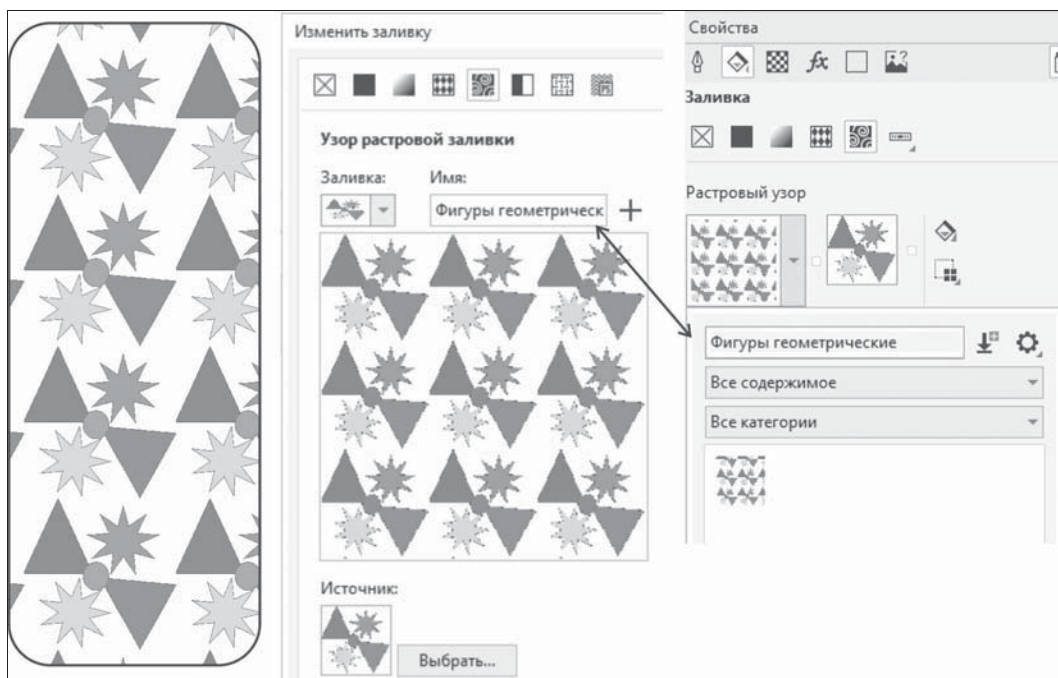 Изменить заливку
Узор растровой заливки
Заливка: Имя:
Фигуры геометрическ
Источник:
Выбрать...
Свойства
fx
Заливка
Растровый узор
Фигуры геометрические
Все содержимое
Все категории